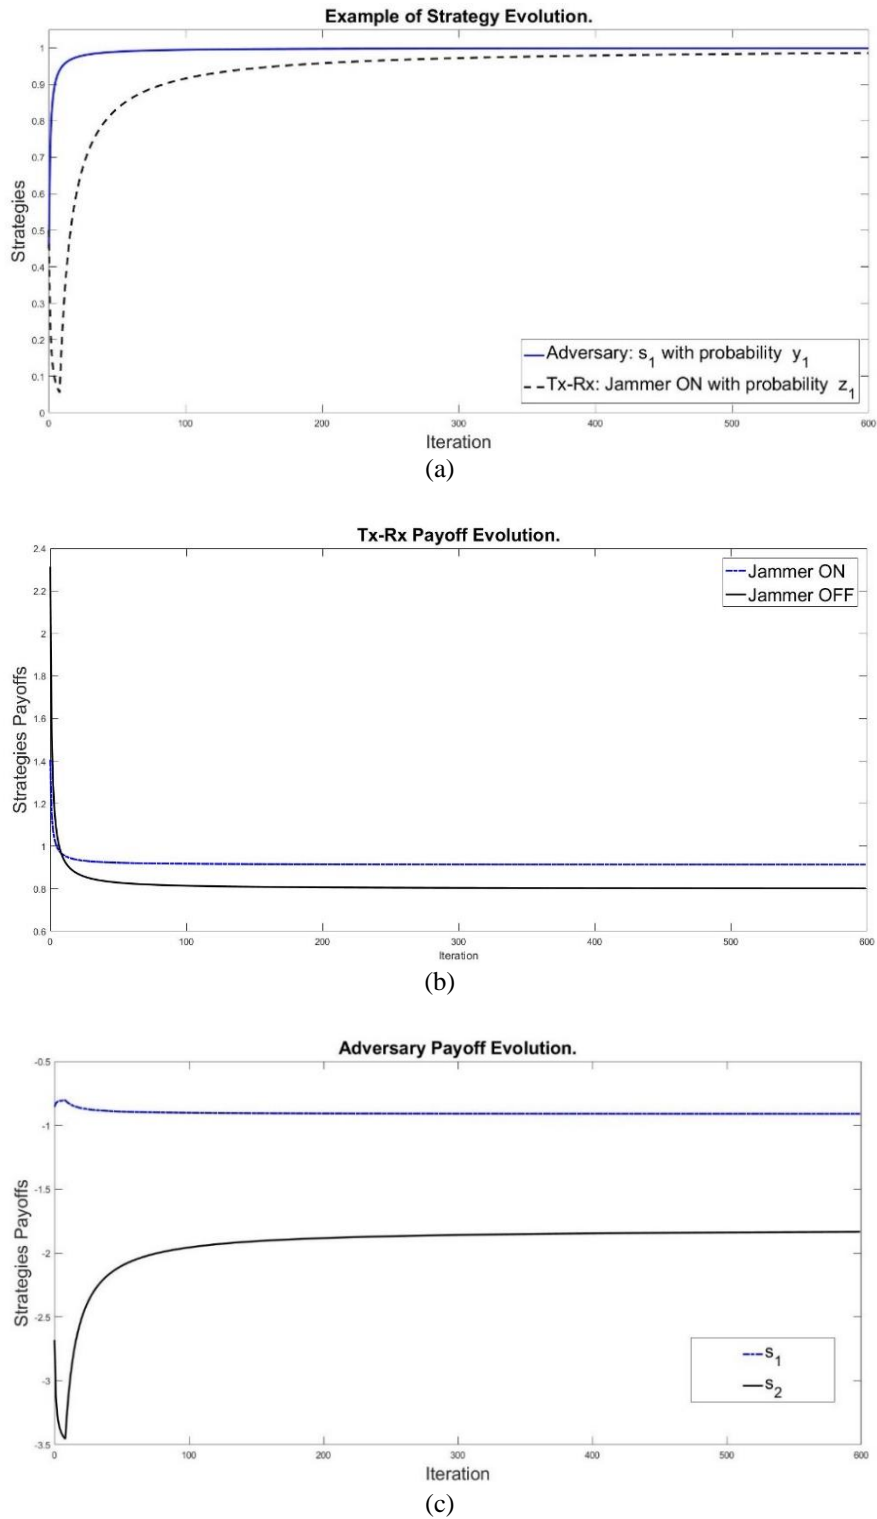 Example of Strategy Evolution.
1
0.9
0.8
0.7
0.6
0.5
0.4
0.3
0.2
0.1
0
Strategies
Adversary: s1 with probability y1
Tx-Rx: Jammer ON with probability z1
0 100 200 300 400 500 600
Iteration
(a)
Tx-Rx Payoff Evolution.
2.4
2.2
2
1.8
1.6
1.4
1.2
1
0.8
0.6
Strategies Payoffs
Jammer ON
Jammer OFF
0 100 200 300 400 500 600
Iteration
(b)
Adversary Payoff Evolution.
-0.5
-1
-1.5
-2
-2.5
-3
-3.5
Strategies Payoffs
s1
s2
0 100 200 300 400 500 600
Iteration
(c)